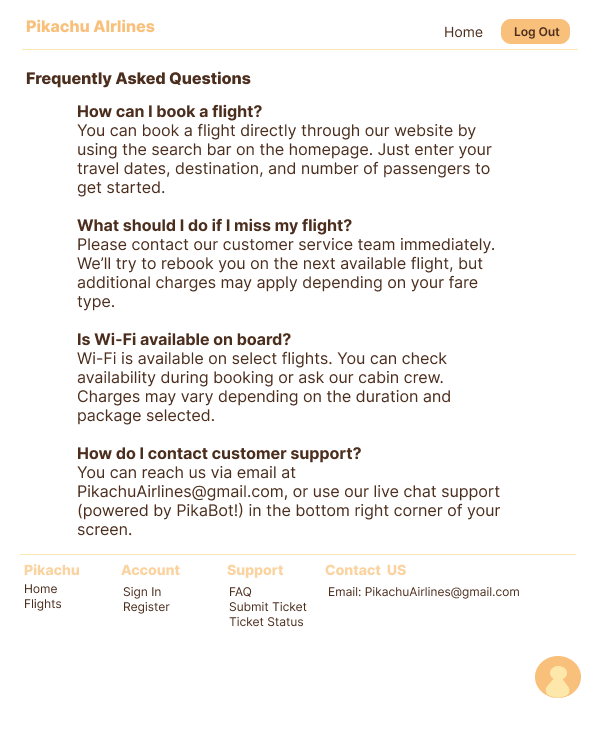 Pikachu AIrlines
Home
Log Out
Frequently Asked Questions
How can I book a flight?
You can book a flight directly through our website by
using the search bar on the homepage. Just enter your
travel dates, destination, and number of passengers to
get started.
What should I do if I miss my flight?
Please contact our customer service team immediately.
We’ll try to rebook you on the next available flight, but
additional charges may apply depending on your fare
type.
Is Wi-Fi available on board?
Wi-Fi is available on select flights. You can check
availability during booking or ask our cabin crew.
Charges may vary depending on the duration and
package selected.
How do I contact customer support?
You can reach us via email at
PikachuAirlines@gmail.com, or use our live chat support
(powered by PikaBot!) in the bottom right corner of your
screen.
Pikachu
Home
Flights
Account
Sign In
Register
Support
FAQ
Submit Ticket
Ticket Status
Contact US
Email: PikachuAirlines@gmail.com